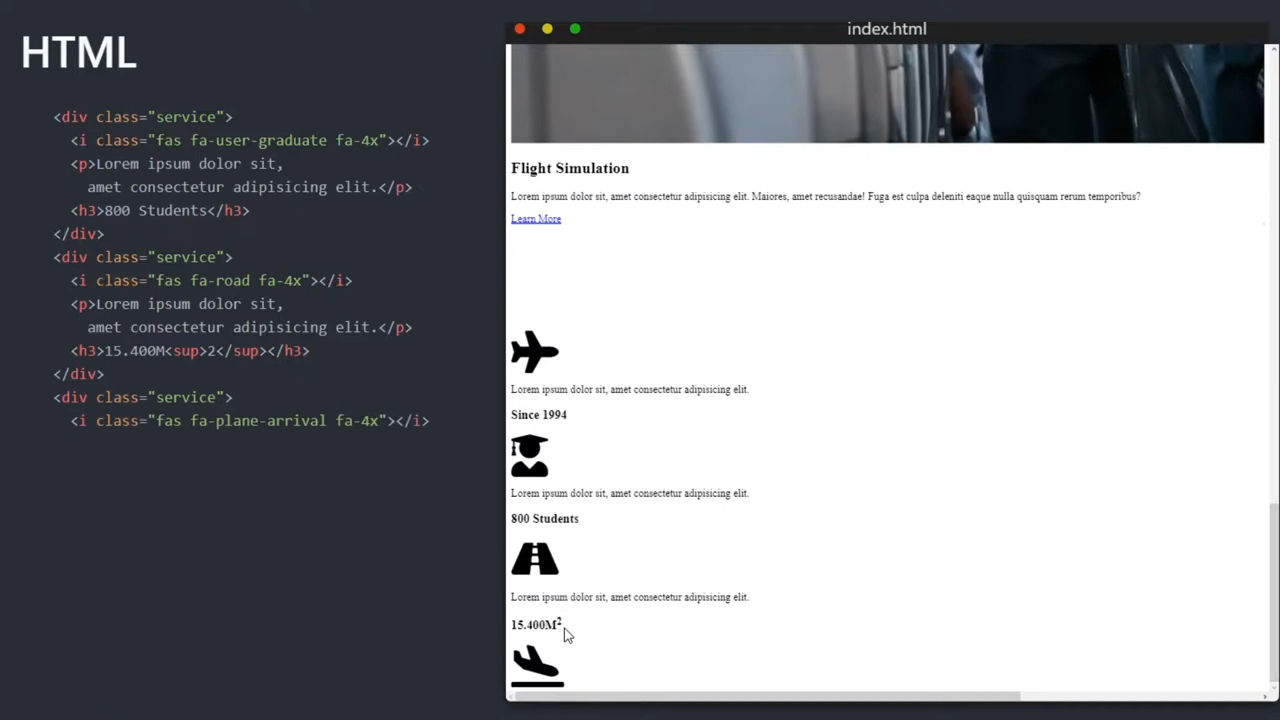 HTML
<div class="service">
<i class="fas fa-user-graduate fa-4x"></i>
<p>Lorem ipsum dolor sit,
amet consectetur adipisicing elit.</p>
<h3>800 Students</h3>
</div>
<div class="service">
<i class="fas fa-road fa-4x"></i>
<p>Lorem ipsum dolor sit,
amet consectetur adipisicing elit.</p>
<h3>15.400M<sup>2</sup></h3>
</div>
<div class="service">
<i class="fas fa-plane-arrival fa-4x"></i>
index.html
Flight Simulation
Lorem ipsum dolor sit, amet consectetur adipisicing elit. Maiores, amet recusandae! Fuga est culpa deleniti eaque nulla quisquam rerum temporibus?
Learn More
Lorem ipsum dolor sit, amet consectetur adipisicing elit.
Since 1994
Lorem ipsum dolor sit, amet consectetur adipisicing elit.
800 Students
Lorem ipsum dolor sit, amet consectetur adipisicing elit.
15.400M²